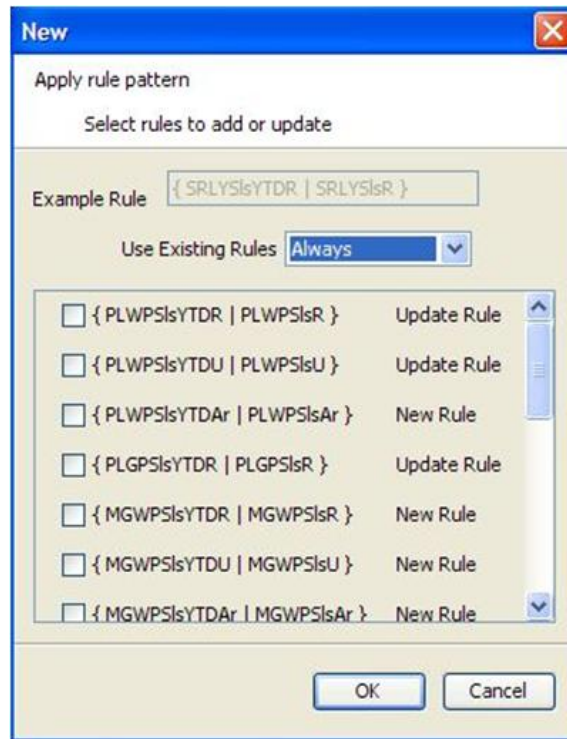 New
Apply rule pattern
Select rules to add or update
Example Rule { SRLYSlsYTDR | SRLYSlsR }
Use Existing Rules Always
{ PLWPSlsYTDR | PLWPSlsR } Update Rule
{ PLWPSlsYTDU | PLWPSlsU } Update Rule
{ PLWPSlsYTDAr | PLWPSlsAr } New Rule
{ PLGPSlsYTDR | PLGPSlsR } Update Rule
{ MGWPSlsYTDR | MGWPSlsR } New Rule
{ MGWPSlsYTDU | MGWPSlsU } New Rule
{ MGWPSlsYTDAr | MGWPSlsAr } New Rule
OK Cancel